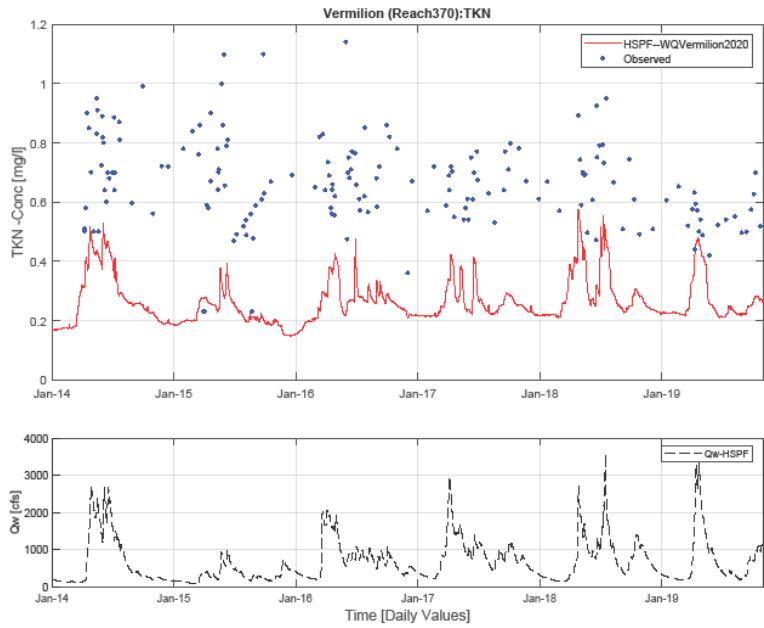 Vermilion (Reach370):TKN
TKN -Conc [mg/l]
1.2
1
0.8
0.6
0.4
0.2
0
HSPF--WQVermilion2020
Observed
Jan-14 Jan-15 Jan-16 Jan-17 Jan-18 Jan-19
Qw [cfs]
4000
3000
2000
1000
0
Qw-HSPF
Jan-14 Jan-15 Jan-16 Jan-17 Jan-18 Jan-19
Time [Daily Values]